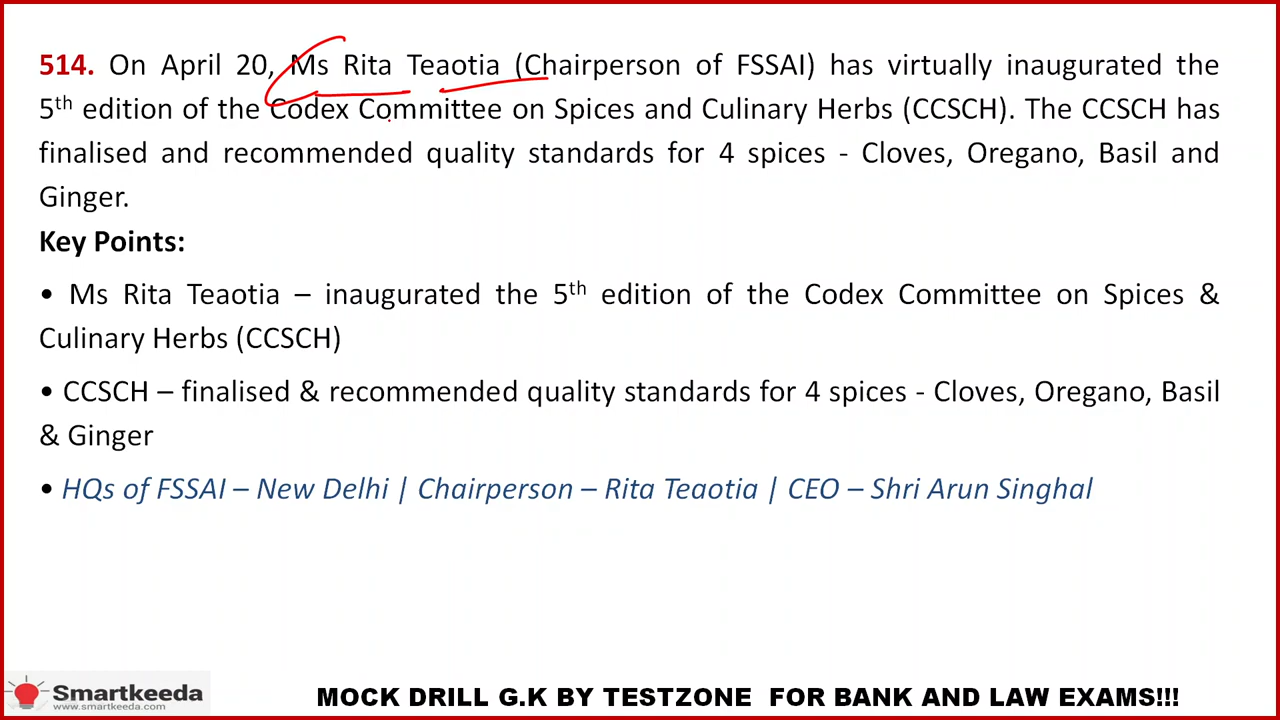 514. On April 20, Ms Rita Teaotia (Chairperson of FSSAI) has virtually inaugurated the
5th edition of the Codex Committee on Spices and Culinary Herbs (CCSCH). The CCSCH has
finalised and recommended quality standards for 4 spices - Cloves, Oregano, Basil and
Ginger.
Key Points:
• Ms Rita Teaotia – inaugurated the 5th edition of the Codex Committee on Spices &
Culinary Herbs (CCSCH)
• CCSCH – finalised & recommended quality standards for 4 spices - Cloves, Oregano, Basil
& Ginger
• HQs of FSSAI – New Delhi | Chairperson – Rita Teaotia | CEO – Shri Arun Singhal
Smartkeeda
www.smartkeeda.com
MOCK DRILL G.K BY TESTZONE FOR BANK AND LAW EXAMS!!!